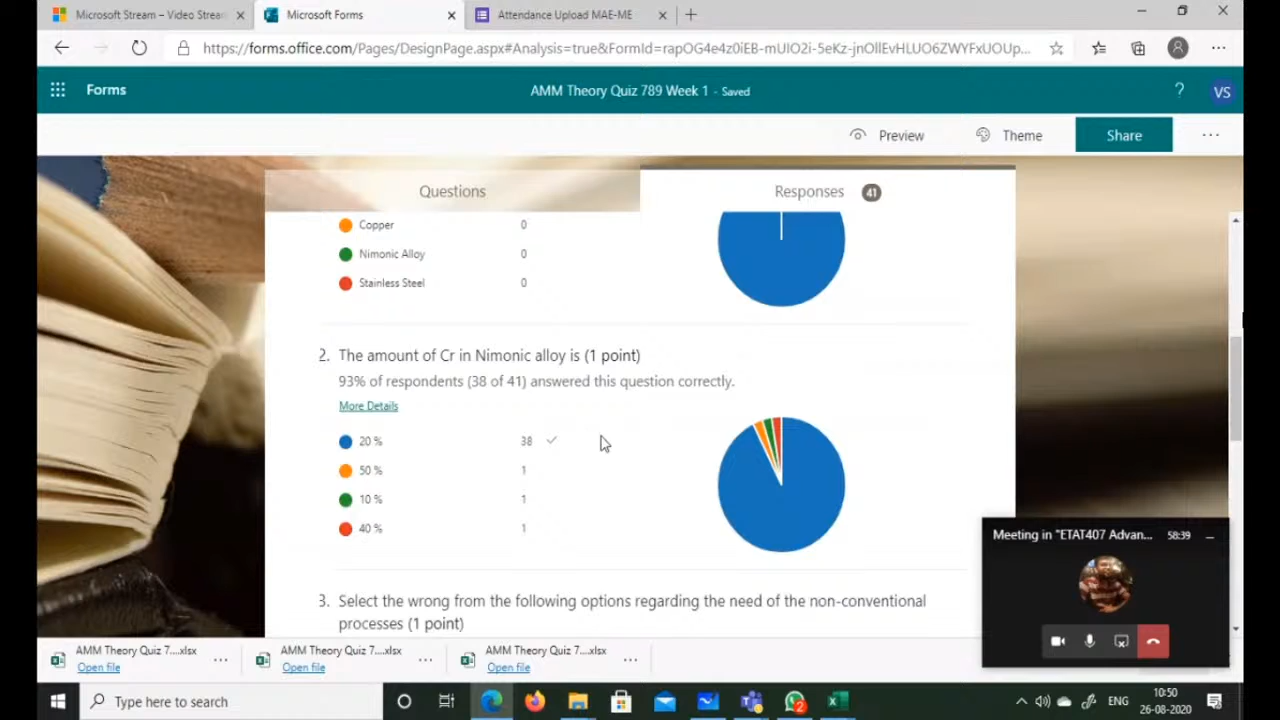 Microsoft Stream – Video Strea
Microsoft Forms
Attendance Upload MAE-ME
https://forms.office.com/Pages/DesignPage.aspx#Analysis=true&FormId=rapOG4e4z0iEB-mUIO2i-5eKz-jnOllEvHLUO6ZWYFxUOUp...
Forms
AMM Theory Quiz 789 Week 1 - Saved
?
VS
Preview
Theme
Share
Questions
Responses 41
Copper 0
Nimonic Alloy 0
Stainless Steel 0
2. The amount of Cr in Nimonic alloy is (1 point)
93% of respondents (38 of 41) answered this question correctly.
More Details
20 % 38
50 % 1
10 % 1
40 % 1
Meeting in "ETAT407 Advan... 58:39
3. Select the wrong from the following options regarding the need of the non-conventional
processes (1 point)
AMM Theory Quiz 7....xlsx
Open file
AMM Theory Quiz 7....xlsx
Open file
AMM Theory Quiz 7....xlsx
Open file
Type here to search
2
ENG
10:50
26-08-2020